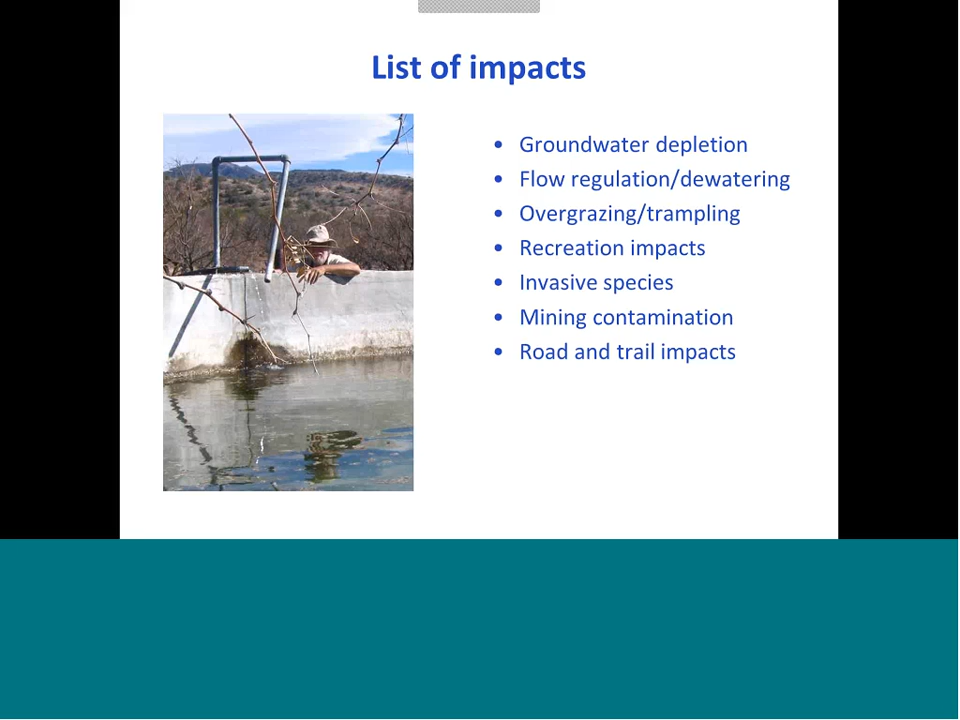 List of impacts
• Groundwater depletion
• Flow regulation/dewatering
• Overgrazing/trampling
• Recreation impacts
• Invasive species
• Mining contamination
• Road and trail impacts